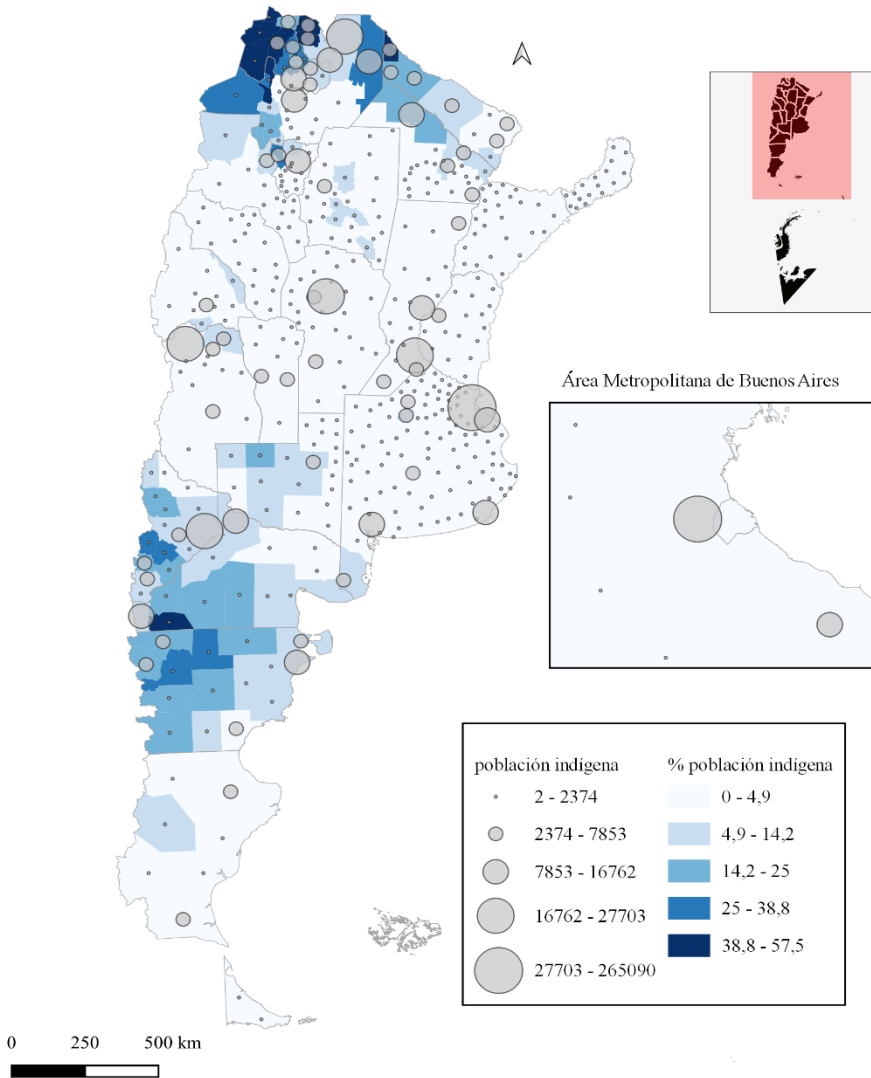 Área Metropolitana de Buenos Aires
población indígena
2 - 2374
2374 - 7853
7853 - 16762
16762 - 27703
27703 - 265090
% población indígena
0 - 4,9
4,9 - 14,2
14,2 - 25
25 - 38,8
38,8 - 57,5
0 250 500 km